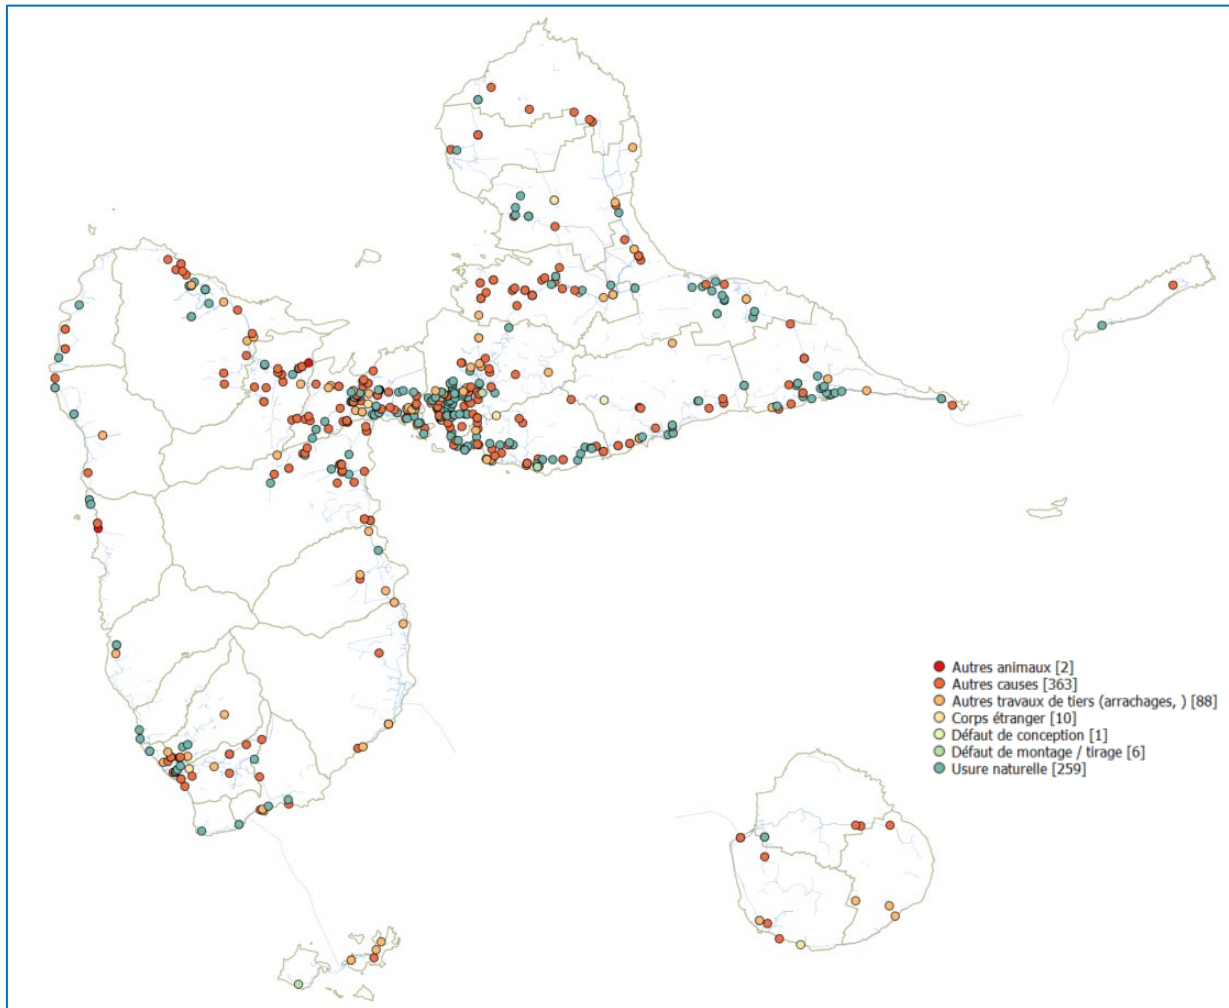 Autres animaux [2]
Autres causes [363]
Autres travaux de tiers (arrachages, ) [88]
Corps étranger [10]
Défaut de conception [1]
Défaut de montage / tirage [6]
Usure naturelle [259]